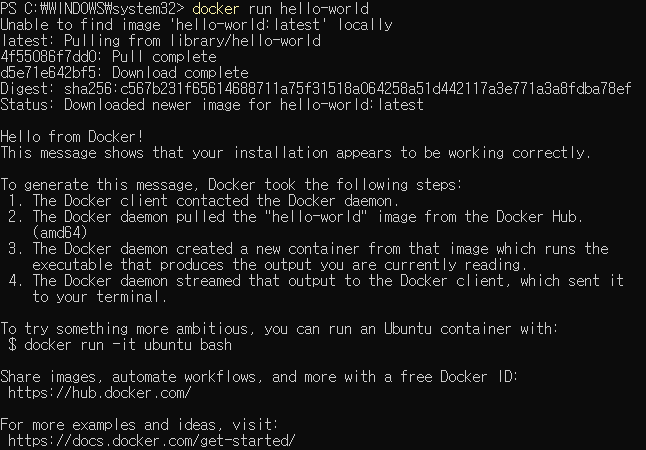 PS C:₩WINDOWS₩system32> docker run hello-world
Unable to find image 'hello-world:latest' locally
latest: Pulling from library/hello-world
4f55086f7dd0: Pull complete
d5e71e642bf5: Download complete
Digest: sha256:c567b231f65614688711a75f31518a064258a51d442117a3e771a3a8fdba78ef
Status: Downloaded newer image for hello-world:latest
Hello from Docker!
This message shows that your installation appears to be working correctly.
To generate this message, Docker took the following steps:
1. The Docker client contacted the Docker daemon.
2. The Docker daemon pulled the "hello-world" image from the Docker Hub.
(amd64)
3. The Docker daemon created a new container from that image which runs the
executable that produces the output you are currently reading.
4. The Docker daemon streamed that output to the Docker client, which sent it
to your terminal.
To try something more ambitious, you can run an Ubuntu container with:
$ docker run -it ubuntu bash
Share images, automate workflows, and more with a free Docker ID:
https://hub.docker.com/
For more examples and ideas, visit:
https://docs.docker.com/get-started/